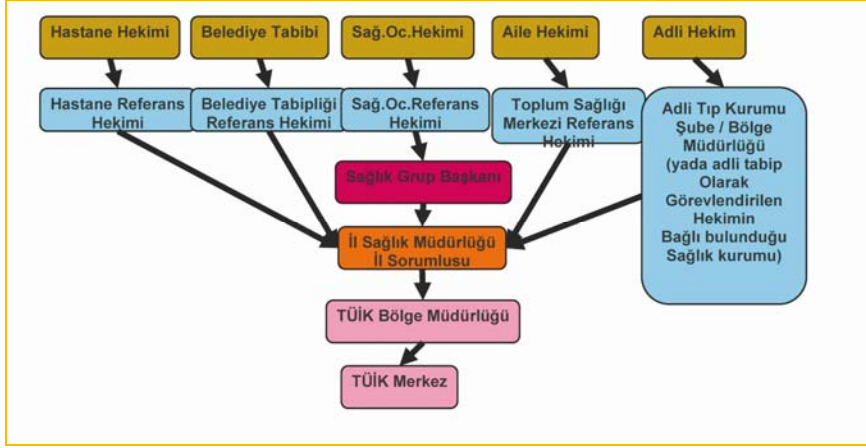 Hastane Hekimi
Belediye Tabibi
Sağ.Oc.Hekimi
Aile Hekimi
Adli Hekim
Hastane Referans
Hekimi
Belediye Tabipliği
Referans Hekimi
Sağ.Oc.Referans
Hekimi
Toplum Sağlığı
Merkezi Referans
Hekimi
Adli Tıp Kurumu
Şube / Bölge
Müdürlüğü
(yada adli tabip
Olarak
Görevlendirilen
Hekimin
Bağlı bulunduğu
Sağlık kurumu)
Sağlık Grup Başkanı
İl Sağlık Müdürlüğü
İl Sorumlusu
TÜİK Bölge Müdürlüğü
TÜİK Merkez